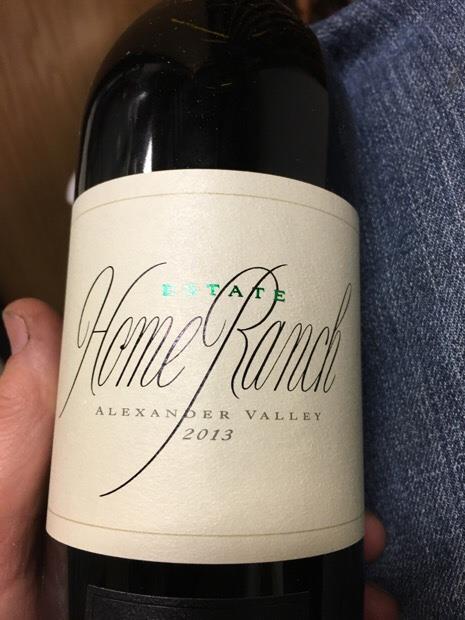 ESTATE
Home Ranch
ALEXANDER VALLEY
2013